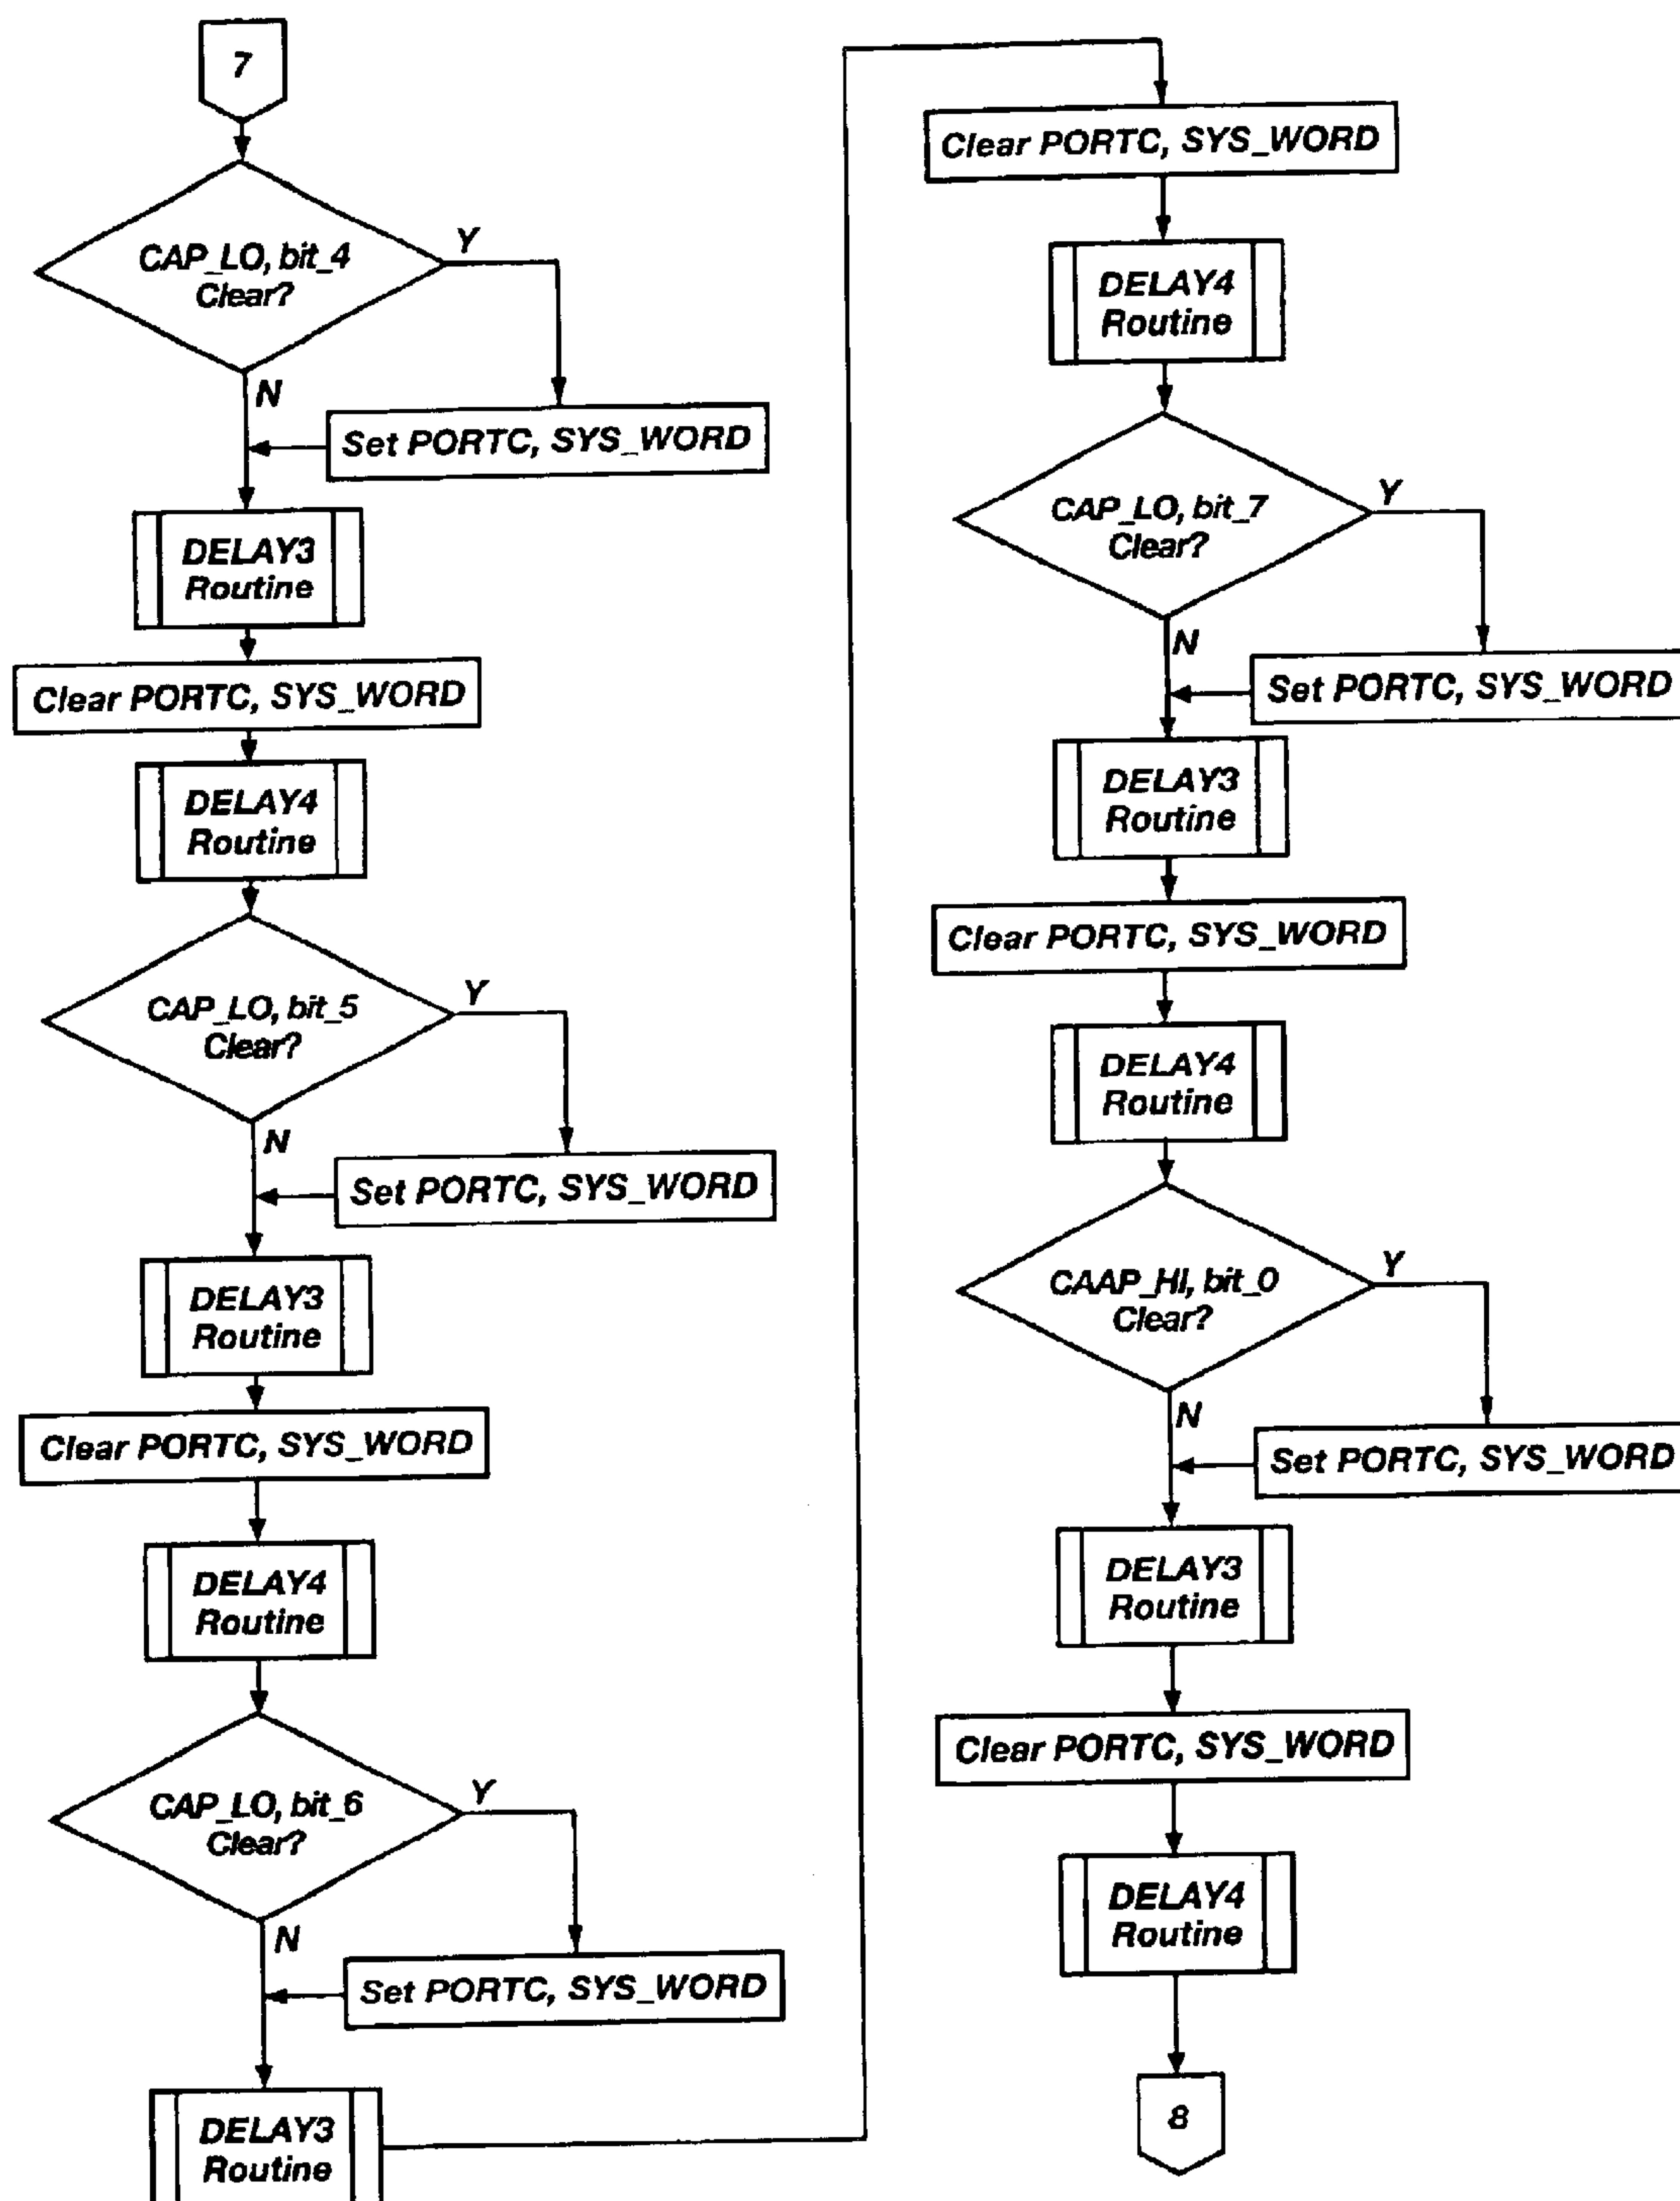 7
CAP_LO, bit_4
Clear?
Y
N
Set PORTC, SYS_WORD
DELAY3
Routine
Clear PORTC, SYS_WORD
DELAY4
Routine
CAP_LO, bit_5
Clear?
Y
N
Set PORTC, SYS_WORD
DELAY3
Routine
Clear PORTC, SYS_WORD
DELAY4
Routine
CAP_LO, bit_6
Clear?
Y
N
Set PORTC, SYS_WORD
DELAY3
Routine
Clear PORTC, SYS_WORD
DELAY4
Routine
CAP_LO, bit_7
Clear?
Y
N
Set PORTC, SYS_WORD
DELAY3
Routine
Clear PORTC, SYS_WORD
DELAY4
Routine
CAAP_HI, bit_0
Clear?
Y
N
Set PORTC, SYS_WORD
DELAY3
Routine
Clear PORTC, SYS_WORD
DELAY4
Routine
8